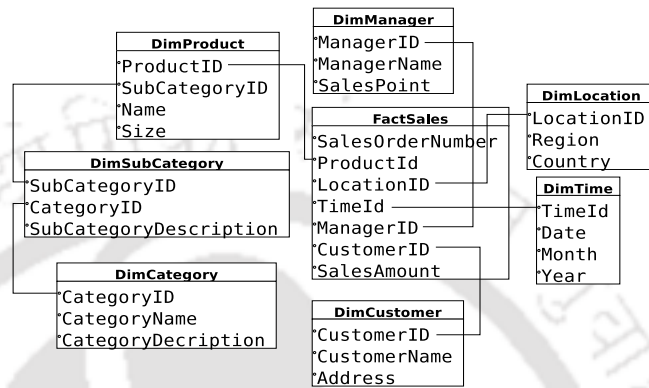 DimManager
ManagerID
ManagerName
SalesPoint
DimProduct
ProductID
SubCategoryID
Name
Size
DimLocation
LocationID
Region
Country
FactSales
SalesOrderNumber
ProductId
LocationID
TimeId
ManagerID
CustomerID
SalesAmount
DimSubCategory
SubCategoryID
CategoryID
SubCategoryDescription
DimTime
TimeId
Date
Month
Year
DimCategory
CategoryID
CategoryName
CategoryDecription
DimCustomer
CustomerID
CustomerName
Address